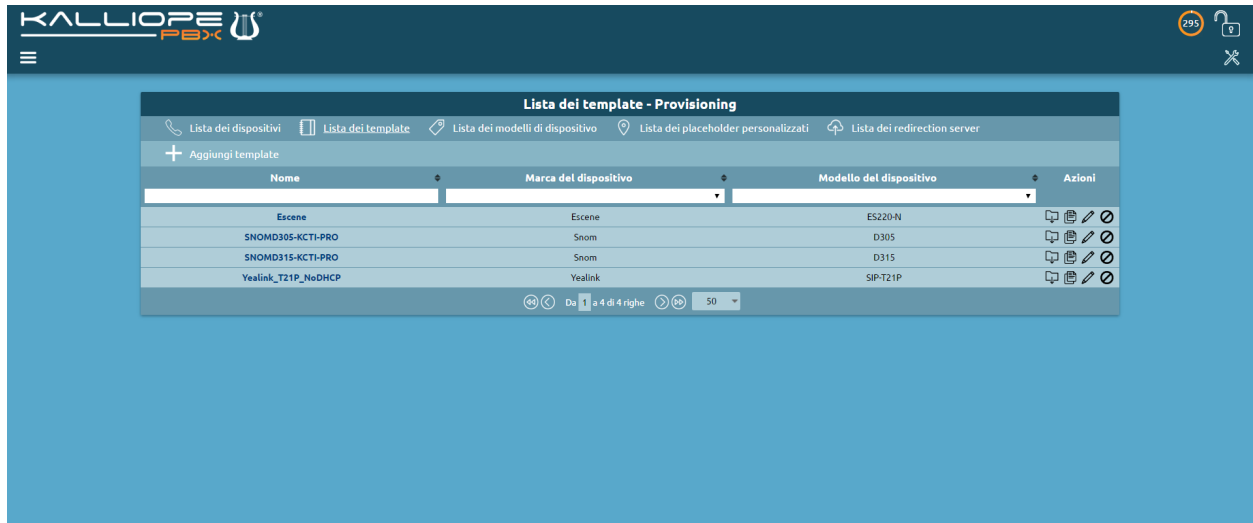 KALLIOPE
PBX
295
Lista dei template - Provisioning
Lista dei dispositivi Lista dei template Lista dei modelli di dispositivo Lista dei placeholder personalizzati Lista dei redirection server
Aggiungi template
Nome Marca del dispositivo Modello del dispositivo Azioni
Escene Escene ES220-N
SNOMD305-KCTI-PRO Snom D305
SNOMD315-KCTI-PRO Snom D315
Yealink_T21P_NoDHCP Yealink SIP-T21P
Da 1 a 4 di 4 righe 50